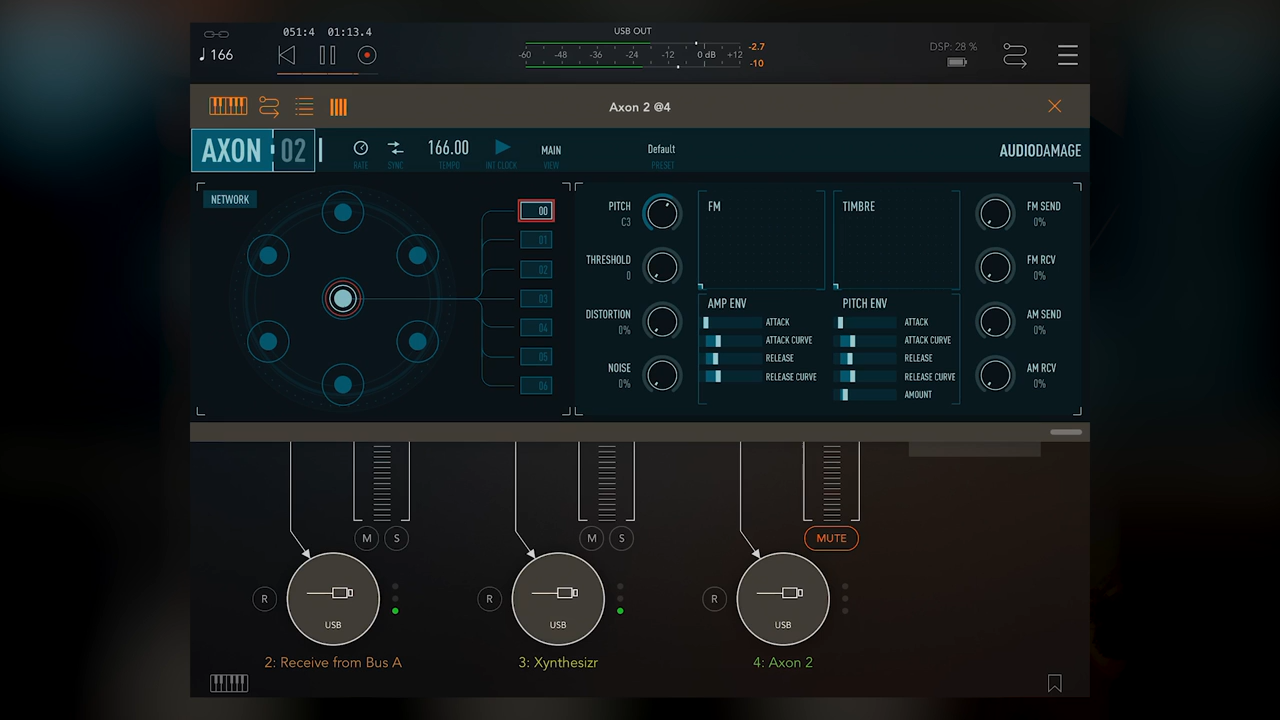 051:4 01:13.4
USB OUT
♩ 166
-60 -48 -36 -24 -12 0 dB +12
-2.7
-10
DSP: 28 %
Axon 2 @4
AXON 02
RATE
SYNC
166.00
TEMPO
INT CLOCK
MAIN
VIEW
Default
PRESET
AUDIODAMAGE
NETWORK
00
01
02
03
04
05
06
PITCH
C3
THRESHOLD
0
DISTORTION
0%
NOISE
0%
FM
TIMBRE
AMP ENV
ATTACK
ATTACK CURVE
RELEASE
RELEASE CURVE
PITCH ENV
ATTACK
ATTACK CURVE
RELEASE
RELEASE CURVE
AMOUNT
FM SEND
0%
FM RCV
0%
AM SEND
0%
AM RCV
0%
M S
M S
MUTE
R
USB
R
USB
R
USB
2: Receive from Bus A
3: Xynthesizr
4: Axon 2